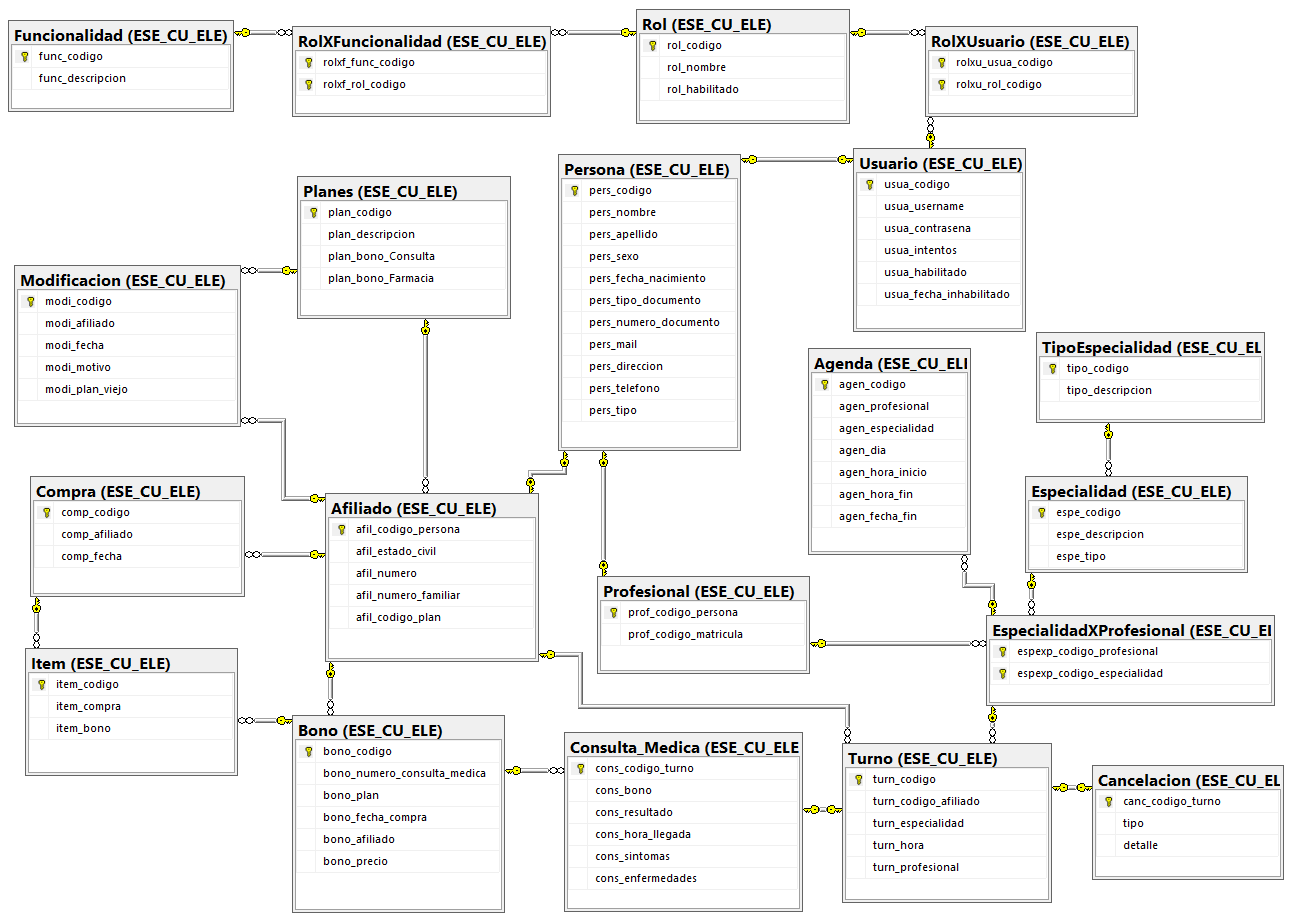 Funcionalidad (ESE_CU_ELE)
func_codigo
func_descripcion
RolXFuncionalidad (ESE_CU_ELE)
rolxf_func_codigo
rolxf_rol_codigo
Rol (ESE_CU_ELE)
rol_codigo
rol_nombre
rol_habilitado
RolXUsuario (ESE_CU_ELE)
rolxu_usua_codigo
rolxu_rol_codigo
Persona (ESE_CU_ELE)
pers_codigo
pers_nombre
pers_apellido
pers_sexo
pers_fecha_nacimiento
pers_tipo_documento
pers_numero_documento
pers_mail
pers_direccion
pers_telefono
pers_tipo
Usuario (ESE_CU_ELE)
usua_codigo
usua_username
usua_contrasena
usua_intentos
usua_habilitado
usua_fecha_inhabilitado
Planes (ESE_CU_ELE)
plan_codigo
plan_descripcion
plan_bono_Consulta
plan_bono_Farmacia
Modificacion (ESE_CU_ELE)
modi_codigo
modi_afiliado
modi_fecha
modi_motivo
modi_plan_viejo
Agenda (ESE_CU_ELI
agen_codigo
agen_profesional
agen_especialidad
agen_dia
agen_hora_inicio
agen_hora_fin
agen_fecha_fin
TipoEspecialidad (ESE_CU_EL
tipo_codigo
tipo_descripcion
Compra (ESE_CU_ELE)
comp_codigo
comp_afiliado
comp_fecha
Afiliado (ESE_CU_ELE)
afil_codigo_persona
afil_estado_civil
afil_numero
afil_numero_familiar
afil_codigo_plan
Especialidad (ESE_CU_ELE)
espe_codigo
espe_descripcion
espe_tipo
Profesional (ESE_CU_ELE)
prof_codigo_persona
prof_codigo_matricula
EspecialidadXProfesional (ESE_CU_EI
espexp_codigo_profesional
espexp_codigo_especialidad
Item (ESE_CU_ELE)
item_codigo
item_compra
item_bono
Bono (ESE_CU_ELE)
bono_codigo
bono_numero_consulta_medica
bono_plan
bono_fecha_compra
bono_afiliado
bono_precio
Consulta_Medica (ESE_CU_ELE
cons_codigo_turno
cons_bono
cons_resultado
cons_hora_llegada
cons_sintomas
cons_enfermedades
Turno (ESE_CU_ELE)
turn_codigo
turn_codigo_afiliado
turn_especialidad
turn_hora
turn_profesional
Cancelacion (ESE_CU_EL
canc_codigo_turno
tipo
detalle